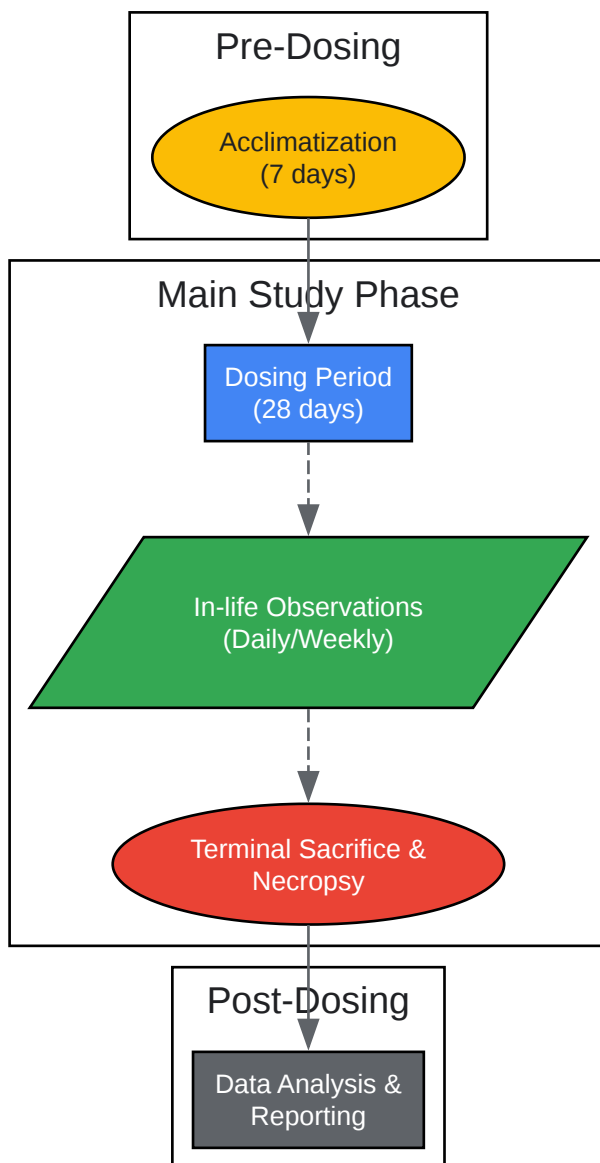 Pre-Dosing
Acclimatization
(7 days)
Main Study Phase
Dosing Period
(28 days)
In-life Observations
(Daily/Weekly)
Terminal Sacrifice &
Necropsy
Post-Dosing
Data Analysis &
Reporting